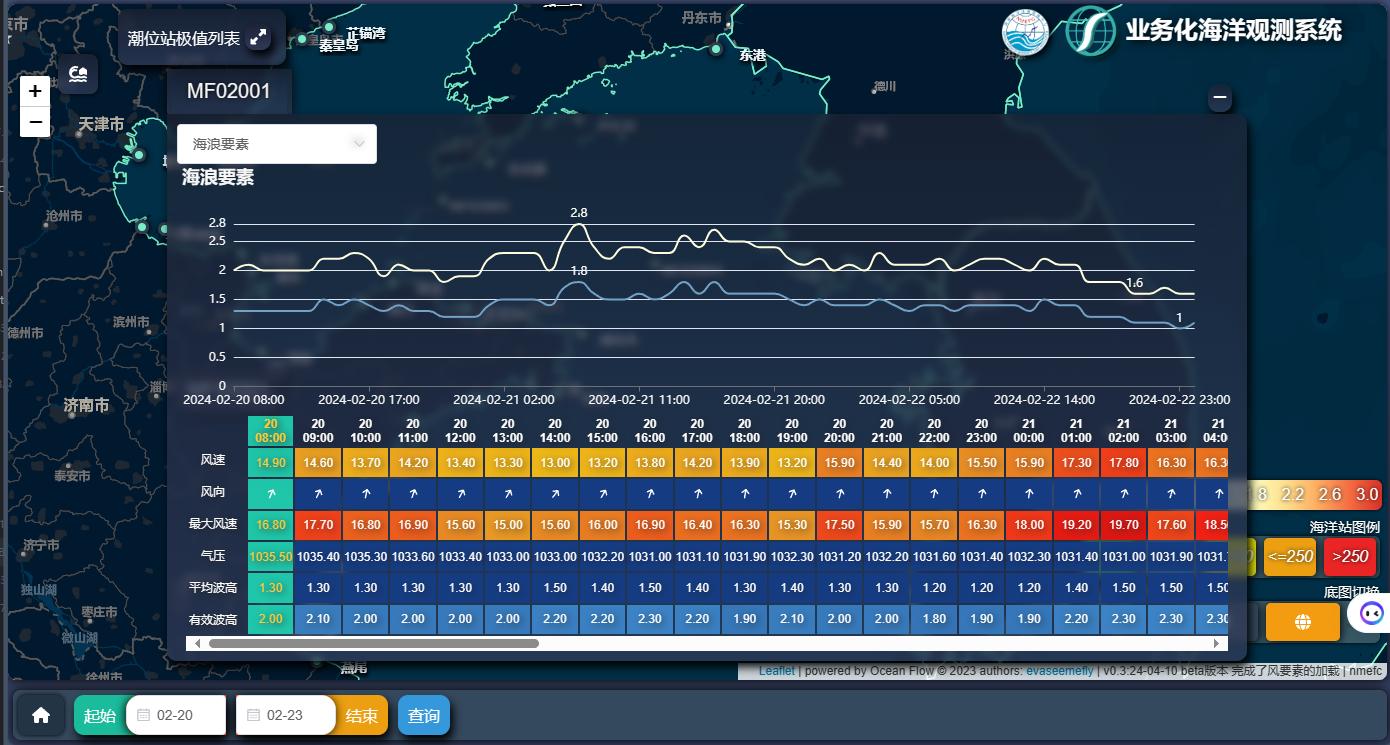 京市
潮位站极值列表
芷锚湾
秦皇岛
丹东市
东港
德川
业务化海洋观测系统
+
−
MF02001
天津市
海浪要素
海浪要素
沧州市
滨州市
德州市
济南市
泰安市
济宁市
独山湖
枣庄市
微山湖
徐州市
燕尾
2.8
2.5
2
1.5
1
0.5
0
2.8
1.8
1.6
1
2024-02-20 08:00 2024-02-20 17:00 2024-02-21 02:00 2024-02-21 11:00 2024-02-21 20:00 2024-02-22 05:00 2024-02-22 14:00 2024-02-22 23:00
20 20 20 20 20 20 20 20 20 20 20 20 20 20 20 20 21 21 21 21 21
08:00 09:00 10:00 11:00 12:00 13:00 14:00 15:00 16:00 17:00 18:00 19:00 20:00 21:00 22:00 23:00 00:00 01:00 02:00 03:00 04:0
风速 14.90 14.60 13.70 14.20 13.40 13.30 13.00 13.20 13.80 14.20 13.90 13.20 15.90 14.40 14.00 15.50 15.90 17.30 17.80 16.30 16.3
风向
最大风速 16.80 17.70 16.80 16.90 15.60 15.00 15.60 16.00 16.90 16.40 16.30 15.30 17.50 15.90 15.70 16.30 18.00 19.20 19.70 17.60 18.5
气压 1035.50 1035.40 1035.30 1033.60 1033.40 1033.00 1033.00 1032.20 1031.00 1031.10 1031.90 1032.30 1031.20 1032.20 1031.60 1031.40 1032.30 1031.40 1031.00 1031.90 1031.
平均波高 1.30 1.30 1.30 1.30 1.30 1.30 1.50 1.40 1.50 1.40 1.30 1.40 1.30 1.30 1.20 1.20 1.20 1.40 1.50 1.50 1.50
有效波高 2.00 2.10 2.00 2.00 2.00 2.00 2.20 2.20 2.30 2.20 1.90 2.10 2.00 2.00 1.80 1.90 1.90 2.20 2.30 2.30 2.30
1.8 2.2 2.6 3.0
海洋站图例
<=250 >250
底图切换
Leaflet | powered by Ocean Flow © 2023 authors: evaseemefly | v0.3:24-04-10 beta版本 完成了风要素的加载 | nmefc
起始 02-20 02-23 结束 查询